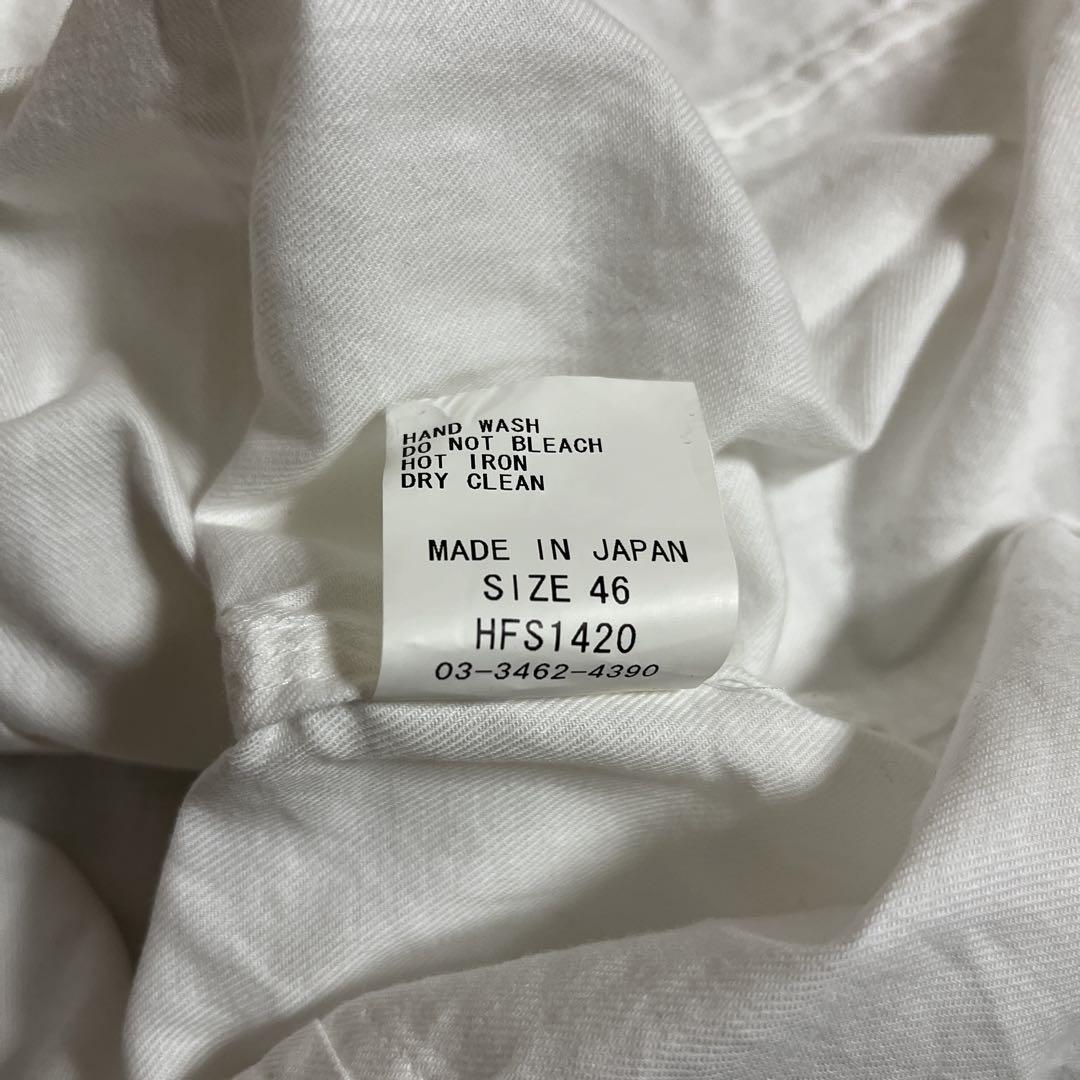 HAND WASH
DO NOT BLEACH
HOT IRON
DRY CLEAN
MADE IN JAPAN
SIZE 46
HFS1420
03-3462-4390